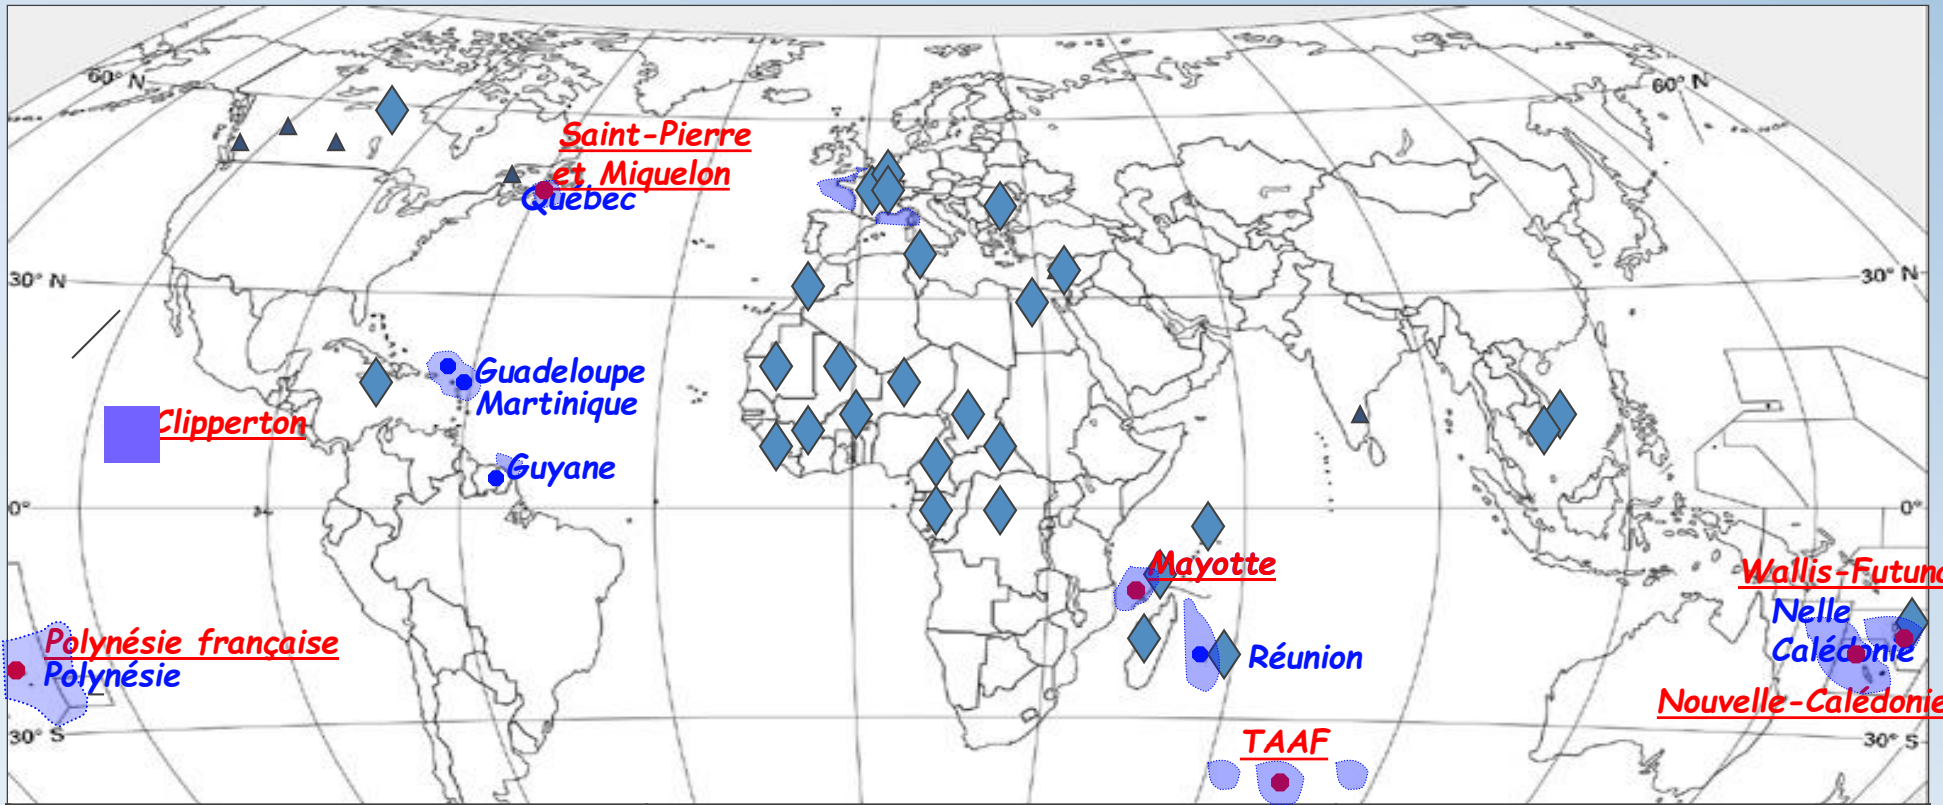 60° N
60° N
Saint-Pierre
et Miquelon
Québec
30° N
30° N
Guadeloupe
Martinique
Clipperton
Guyane
0°
0°
Mayotte
Wallis-Futuna
Nelle
Calédonie
Polynésie française
Polynésie
Réunion
Nouvelle-Calédonie
30° S
TAAF
30° S